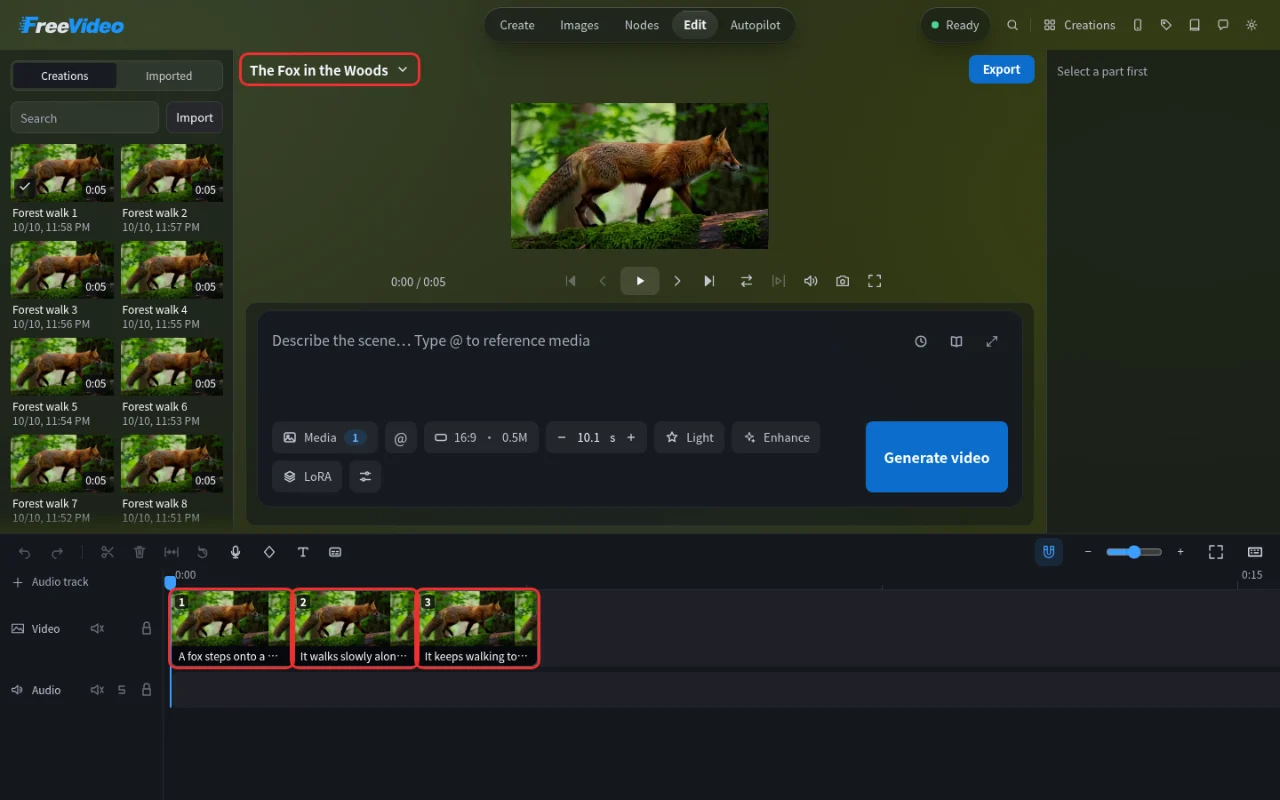 FreeVideo
Create
Images
Nodes
Edit
Autopilot
Ready
Creations
Creations
Imported
Search
Import
0:05
Forest walk 1
10/10, 11:58 PM
0:05
Forest walk 2
10/10, 11:57 PM
0:05
Forest walk 3
10/10, 11:56 PM
0:05
Forest walk 4
10/10, 11:55 PM
0:05
Forest walk 5
10/10, 11:54 PM
0:05
Forest walk 6
10/10, 11:53 PM
0:05
Forest walk 7
10/10, 11:52 PM
0:05
Forest walk 8
10/10, 11:51 PM
The Fox in the Woods
Export
Select a part first
0:00 / 0:05
Describe the scene… Type @ to reference media
Media 1
@
16:9 · 0.5M
− 10.1 s +
Light
Enhance
LoRA
Generate video
T
− +
Audio track
0:00
0:15
Video
1
A fox steps onto a ⋯
2
It walks slowly alon⋯
3
It keeps walking to⋯
Audio
S